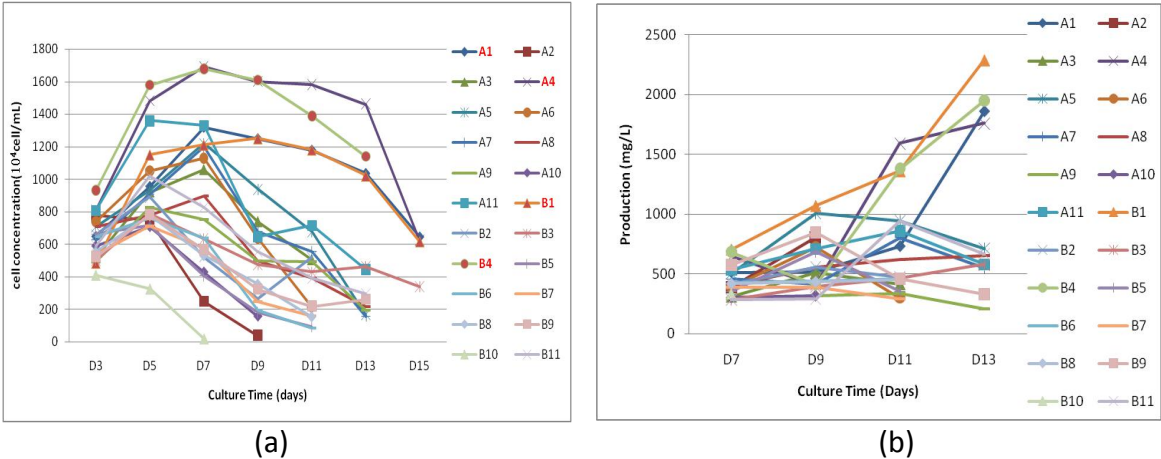 1800
1600
1400
1200
1000
800
600
400
200
0
cell concentration(10⁴cell/mL)
D3 D5 D7 D9 D11 D13 D15
Culture Time (days)
A1 A2
A3 A4
A5 A6
A7 A8
A9 A10
A11 B1
B2 B3
B4 B5
B6 B7
B8 B9
B10 B11
(a)
2500
2000
1500
1000
500
0
Production (mg/L)
D7 D9 D11 D13
Culture Time (Days)
A1 A2
A3 A4
A5 A6
A7 A8
A9 A10
A11 B1
B2 B3
B4 B5
B6 B7
B8 B9
B10 B11
(b)